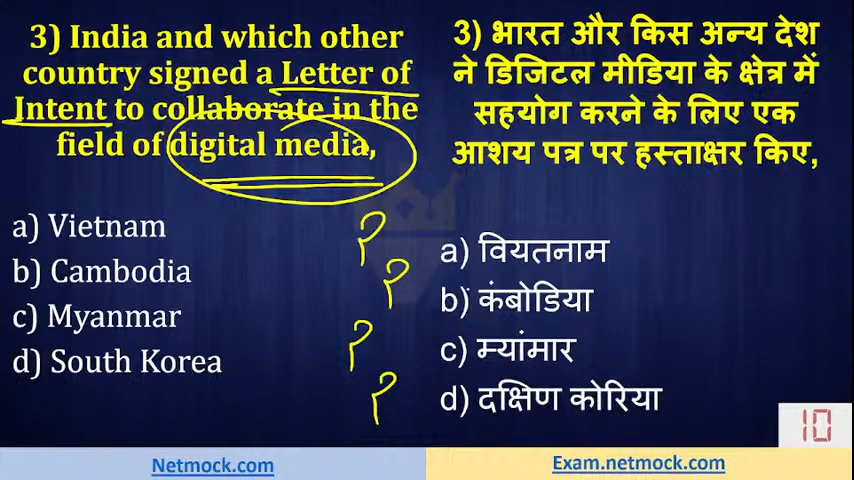 3) India and which other
country signed a Letter of
Intent to collaborate in the
field of digital media,
a) Vietnam
b) Cambodia
c) Myanmar
d) South Korea
3) भारत और किस अन्य देश
ने डिजिटल मीडिया के क्षेत्र में
सहयोग करने के लिए एक
आशय पत्र पर हस्ताक्षर किए,
a) वियतनाम
b) कंबोडिया
c) म्यांमार
d) दक्षिण कोरिया
?
?
?
?
10
Netmock.com
Exam.netmock.com